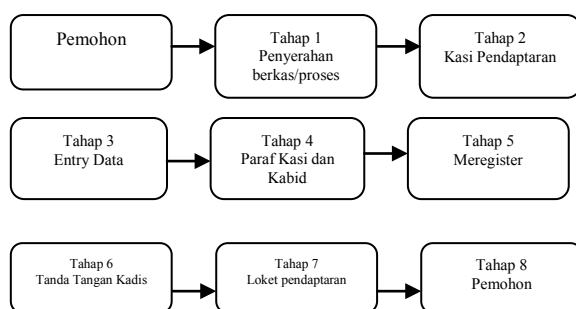 Pemohon
Tahap 1
Penyerahan
berkas/proses
Tahap 2
Kasi Pendaptaran
Tahap 3
Entry Data
Tahap 4
Paraf Kasi dan
Kabid
Tahap 5
Meregister
Tahap 6
Tanda Tangan Kadis
Tahap 7
Loket pendaptaran
Tahap 8
Pemohon